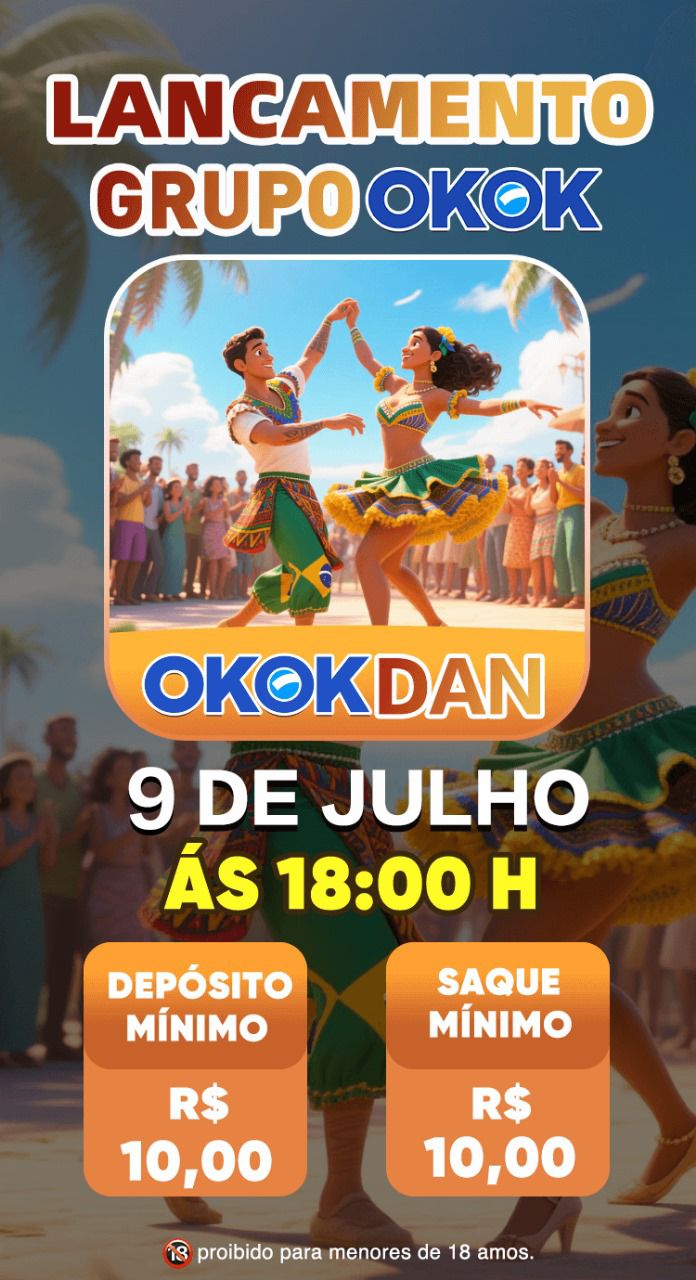 LANCAMENTO
GRUPO OKOK
OKOKDAN
9 DE JULHO
ÁS 18:00 H
DEPÓSITO
MÍNIMO
R$
10,00
SAQUE
MÍNIMO
R$
10,00
18 proibido para menores de 18 amos.